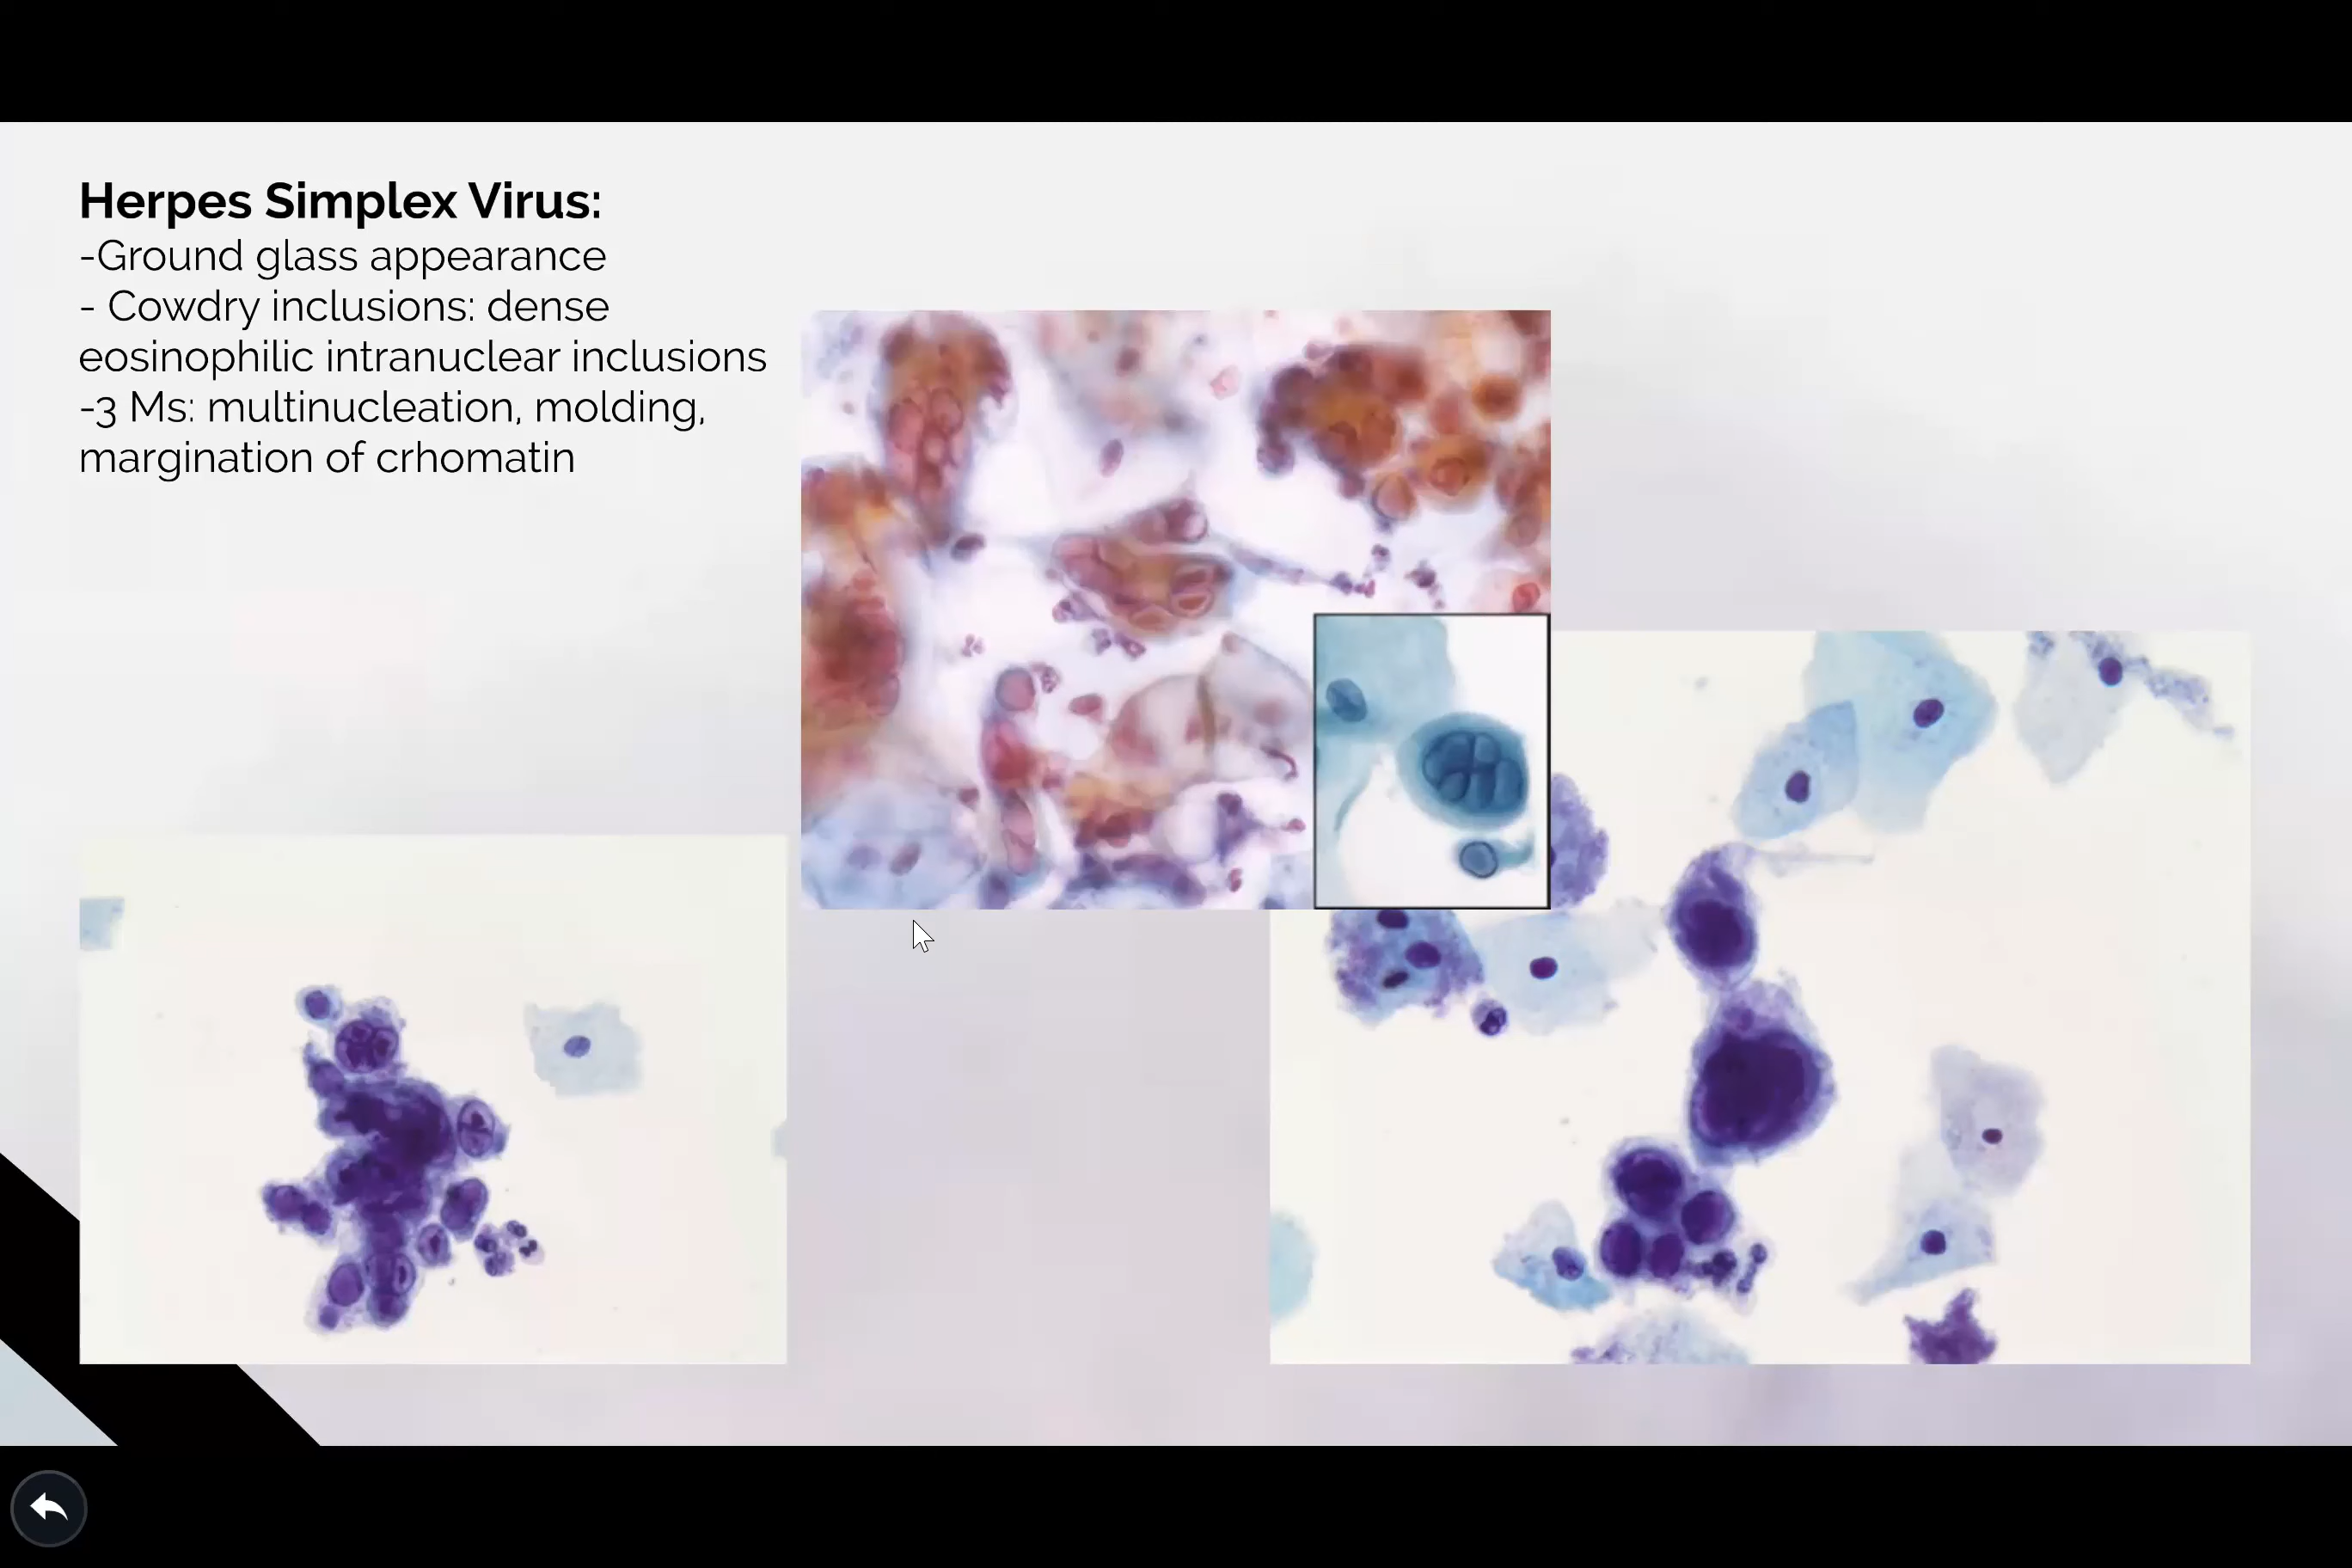 Herpes Simplex Virus:
-Ground glass appearance
- Cowdry inclusions: dense
eosinophilic intranuclear inclusions
-3 Ms: multinucleation, molding,
margination of crhomatin